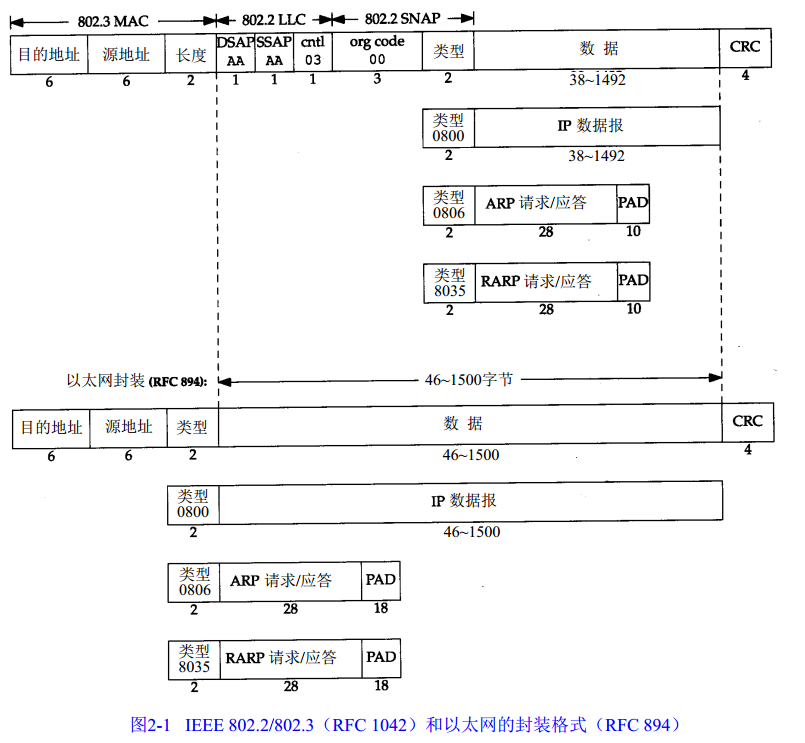 802.3 MAC 802.2 LLC 802.2 SNAP
目的地址 源地址 长度 DSAP AA SSAP AA cntl 03 org code 00 类型 数 据 CRC
6 6 2 1 1 1 3 2 38~1492 4
类型 0800 IP 数据报
2 38~1492
类型 0806 ARP 请求/应答 PAD
2 28 10
类型 8035 RARP 请求/应答 PAD
2 28 10
以太网封装 (RFC 894): 46~1500字节
目的地址 源地址 类型 数 据 CRC
6 6 2 46~1500 4
类型 0800 IP 数据报
2 46~1500
类型 0806 ARP 请求/应答 PAD
2 28 18
类型 8035 RARP 请求/应答 PAD
2 28 18
图2-1 IEEE 802.2/802.3（RFC 1042）和以太网的封装格式（RFC 894）